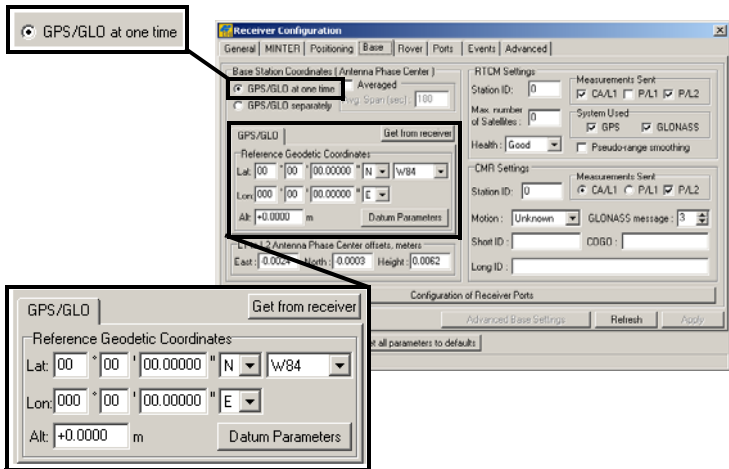 GPS/GLO at one time
Receiver Configuration
General MINTER Positioning Base Rover Ports Events Advanced
Base Station Coordinates (Antenna Phase Center)
GPS/GLO at one time Averaged
GPS/GLO separately Avg. Span (sec): 180
GPS/GLO Get from receiver
Reference Geodetic Coordinates
Lat: 00 ° 00 ' 00.00000 " N W84
Lon: 000 ° 00 ' 00.00000 " E
Alt: +0.0000 m Datum Parameters
L1 L2 Antenna Phase Center offsets, meters
East: -0.0024 North: -0.0003 Height: 0.0062
RTCM Settings
Station ID: 0
Max. number
of Satellites: 0
Health: Good
Measurements Sent
CA/L1 P/L1 P/L2
System Used
GPS GLONASS
Pseudo-range smoothing
CMR Settings
Station ID: 0
Measurements Sent
CA/L1 P/L1 P/L2
Motion: Unknown GLONASS message: 3
Short ID: COGO:
Long ID:
Configuration of Receiver Ports
Advanced Base Settings Refresh Apply
et all parameters to defaults
GPS/GLO Get from receiver
Reference Geodetic Coordinates
Lat: 00 ° 00 ' 00.00000 " N W84
Lon: 000 ° 00 ' 00.00000 " E
Alt: +0.0000 m Datum Parameters